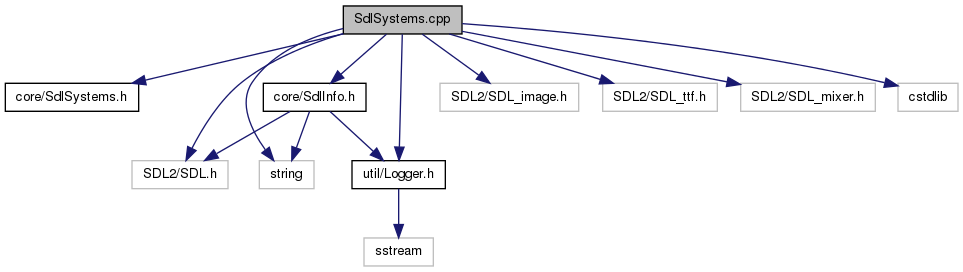 SdlSystems.cpp
core/SdlSystems.h
core/SdlInfo.h
SDL2/SDL_image.h
SDL2/SDL_ttf.h
SDL2/SDL_mixer.h
cstdlib
SDL2/SDL.h
string
util/Logger.h
sstream